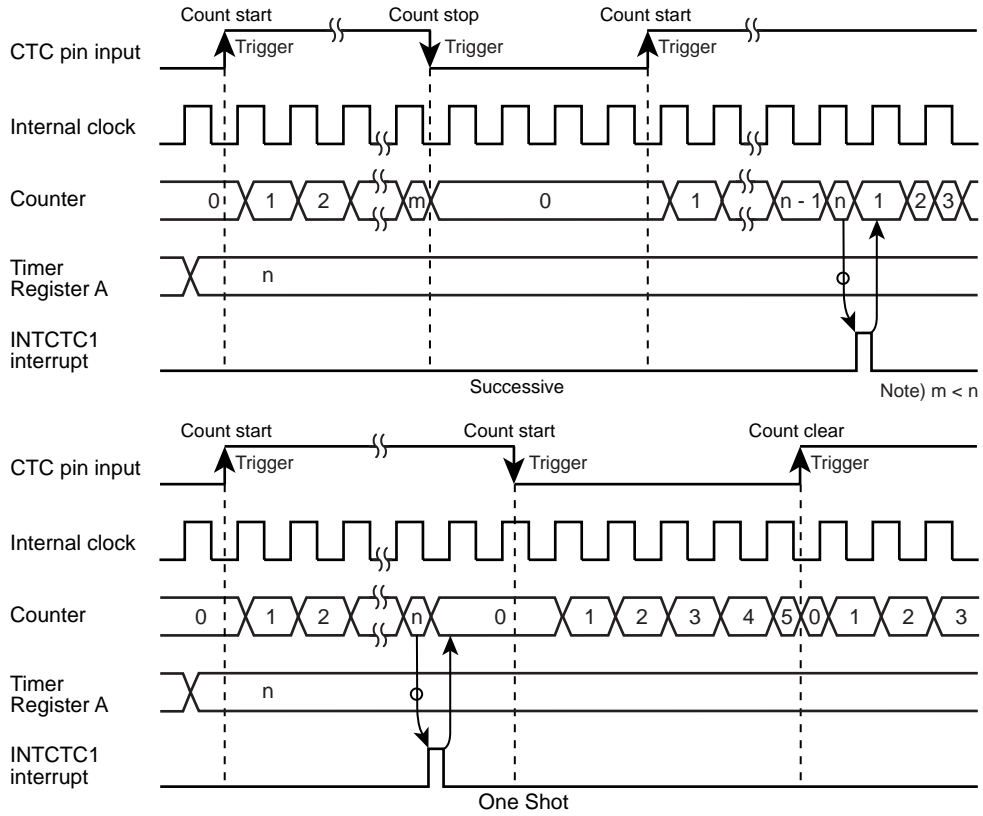 Count start Count stop Count start
CTC pin input Trigger Trigger Trigger
Internal clock
Counter 0 1 2 m 0 1 n - 1 n 1 2 3
Timer
Register A n
INTCTC1
interrupt
Successive
Note) m < n
Count start Count start Count clear
CTC pin input Trigger Trigger Trigger
Internal clock
Counter 0 1 2 n 0 1 2 3 4 5 0 1 2 3
Timer
Register A n
INTCTC1
interrupt
One Shot